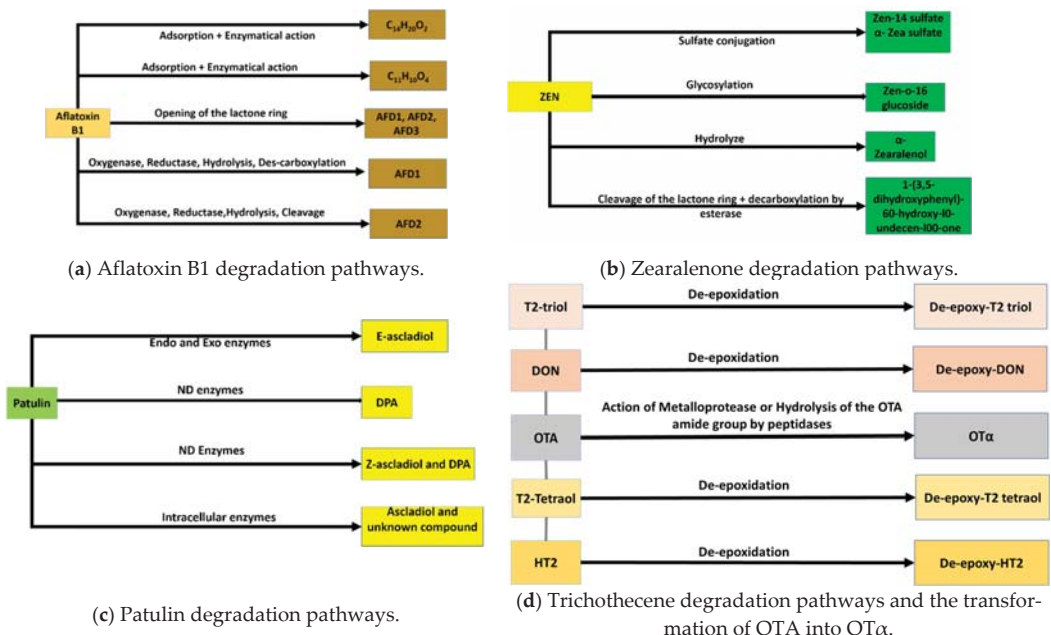 Adsorption + Enzymatical action
C₁₄H₂₀O₂
Adsorption + Enzymatical action
C₁₁H₁₀O₄
Aflatoxin
B1
Opening of the lactone ring
AFD1, AFD2,
AFD3
Oxygenase, Reductase, Hydrolysis, Des-carboxylation
AFD1
Oxygenase, Reductase,Hydrolysis, Cleavage
AFD2
(a) Aflatoxin B1 degradation pathways.
ZEN
Sulfate conjugation
Zen-14 sulfate
α- Zea sulfate
Glycosylation
Zen-o-16
glucoside
Hydrolyze
α-
Zearalenol
Cleavage of the lactone ring + decarboxylation by
esterase
1-(3,5-
dihydroxyphenyl)-
60-hydroxy-l0-
undecen-l00-one
(b) Zearalenone degradation pathways.
Patulin
Endo and Exo enzymes
E-ascladiol
ND enzymes
DPA
ND Enzymes
Z-ascladiol and DPA
Intracellular enzymes
Ascladiol and
unknown compound
(c) Patulin degradation pathways.
T2-triol
De-epoxidation
De-epoxy-T2 triol
DON
De-epoxidation
De-epoxy-DON
OTA
Action of Metalloprotease or Hydrolysis of the OTA
amide group by peptidases
OTα
T2-Tetraol
De-epoxidation
De-epoxy-T2 tetraol
HT2
De-epoxidation
De-epoxy-HT2
(d) Trichothecene degradation pathways and the transfor-
mation of OTA into OTα.